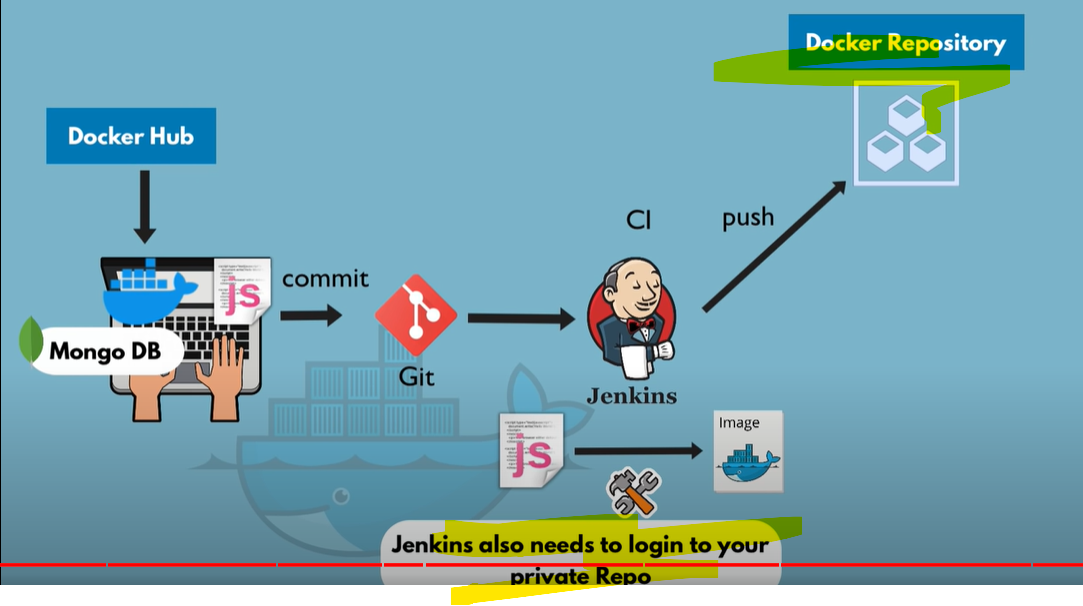 Docker Repository
Docker Hub
CI
push
commit
js
Mongo DB
Git
Jenkins
js
Image
Jenkins also needs to login to your
private Repo